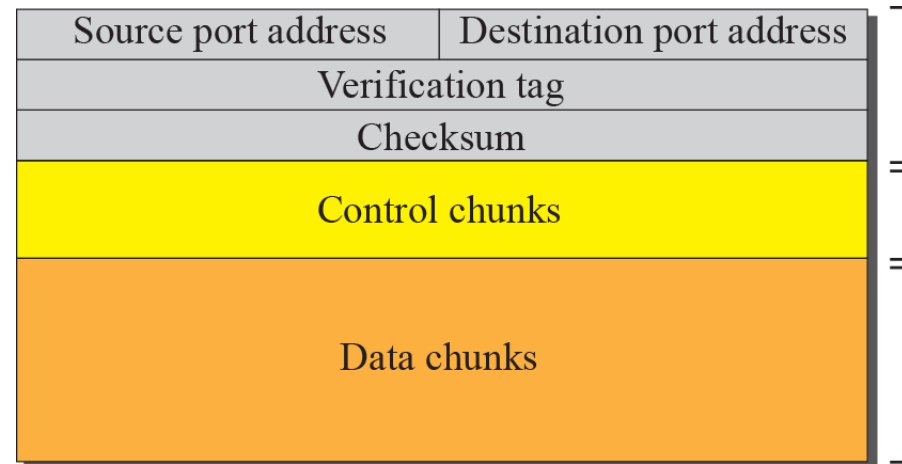 Source port address Destination port address
Verification tag
Checksum
Control chunks
Data chunks